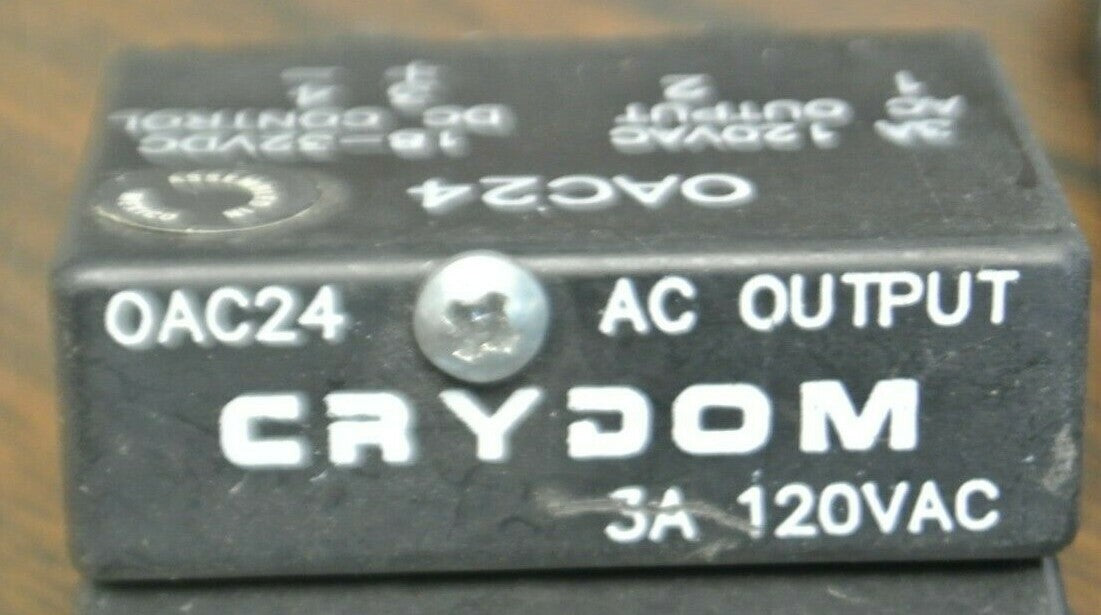 OAC24
3A 120VAC 18-32VDC
AC OUTPUT DC CONTROL
1 2 3 4
OAC24 AC OUTPUT
CRYDOM
3A 120VAC